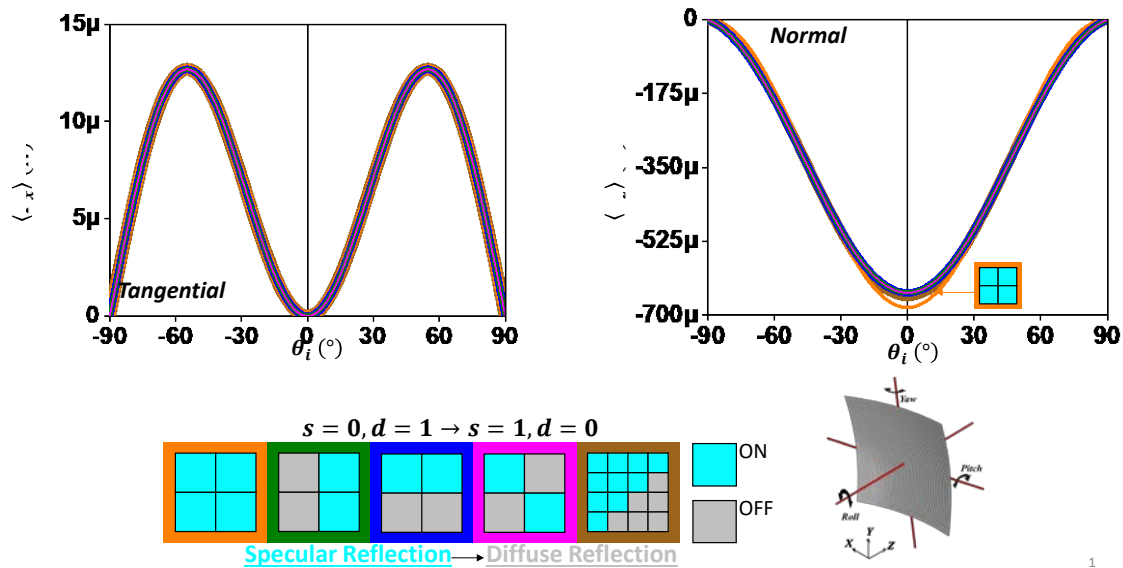 15µ
10µ
5µ
0
Tangential
-90 -60 -30 0 30 60 90
θᵢ (°)
0
-175µ
-350µ
-525µ
-700µ
Normal
-90 -60 -30 0 30 60 90
θᵢ (°)
s = 0, d = 1 → s = 1, d = 0
ON
OFF
Specular Reflection
Diffuse Reflection
Yaw
Pitch
Roll
Y
X
Z
1